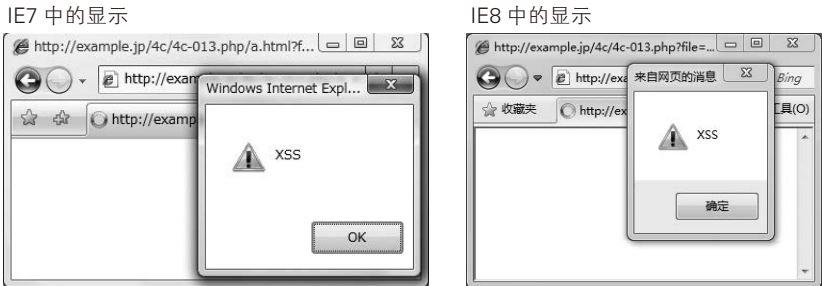 IE7 中的显示
http://example.jp/4c/4c-013.php/a.html?f...
http://exam
Windows Internet Expl...
http://examp
XSS
OK
IE8 中的显示
http://example.jp/4c/4c-013.php?file=...
http://exa
来自网页的消息
Bing
收藏夹
http://ex
工具(O)
XSS
确定